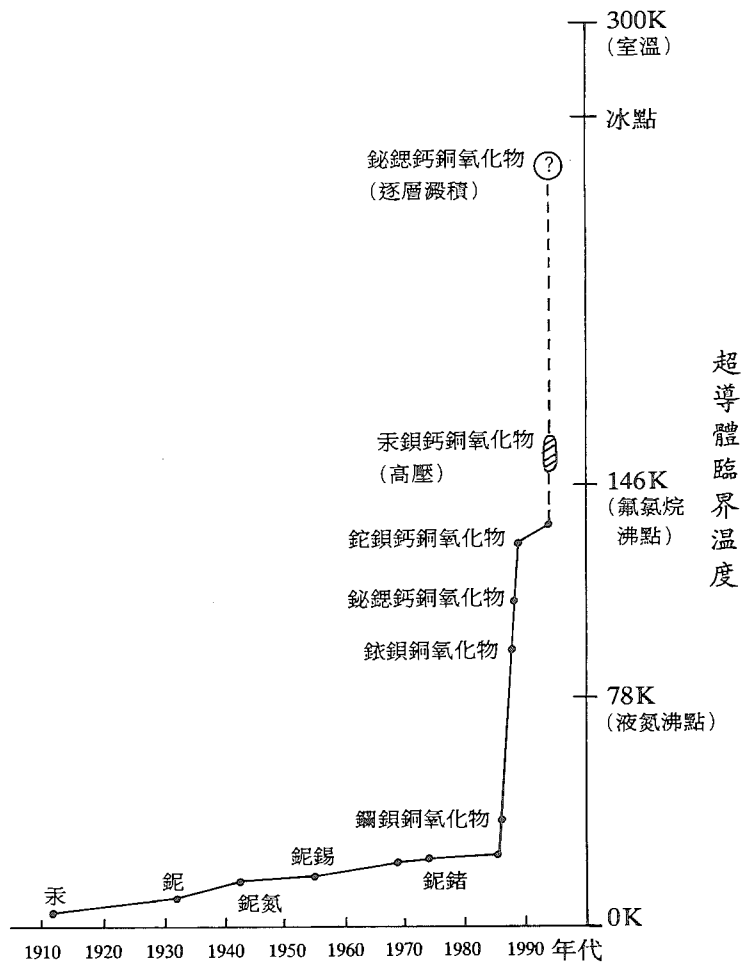 300K
(室溫)
冰點
鉍鍶鈣銅氧化物
(逐層澱積)
?
超導體臨界温度
汞鋇鈣銅氧化物
(高壓)
146K
(氟氯烷
沸點)
鉈鋇鈣銅氧化物
鉍鍶鈣銅氧化物
銥鋇銅氧化物
78K
(液氮沸點)
鑭鋇銅氧化物
鈮錫
鈮
汞
鈮氮
鈮鍺
0K
1910 1920 1930 1940 1950 1960 1970 1980 1990 年代